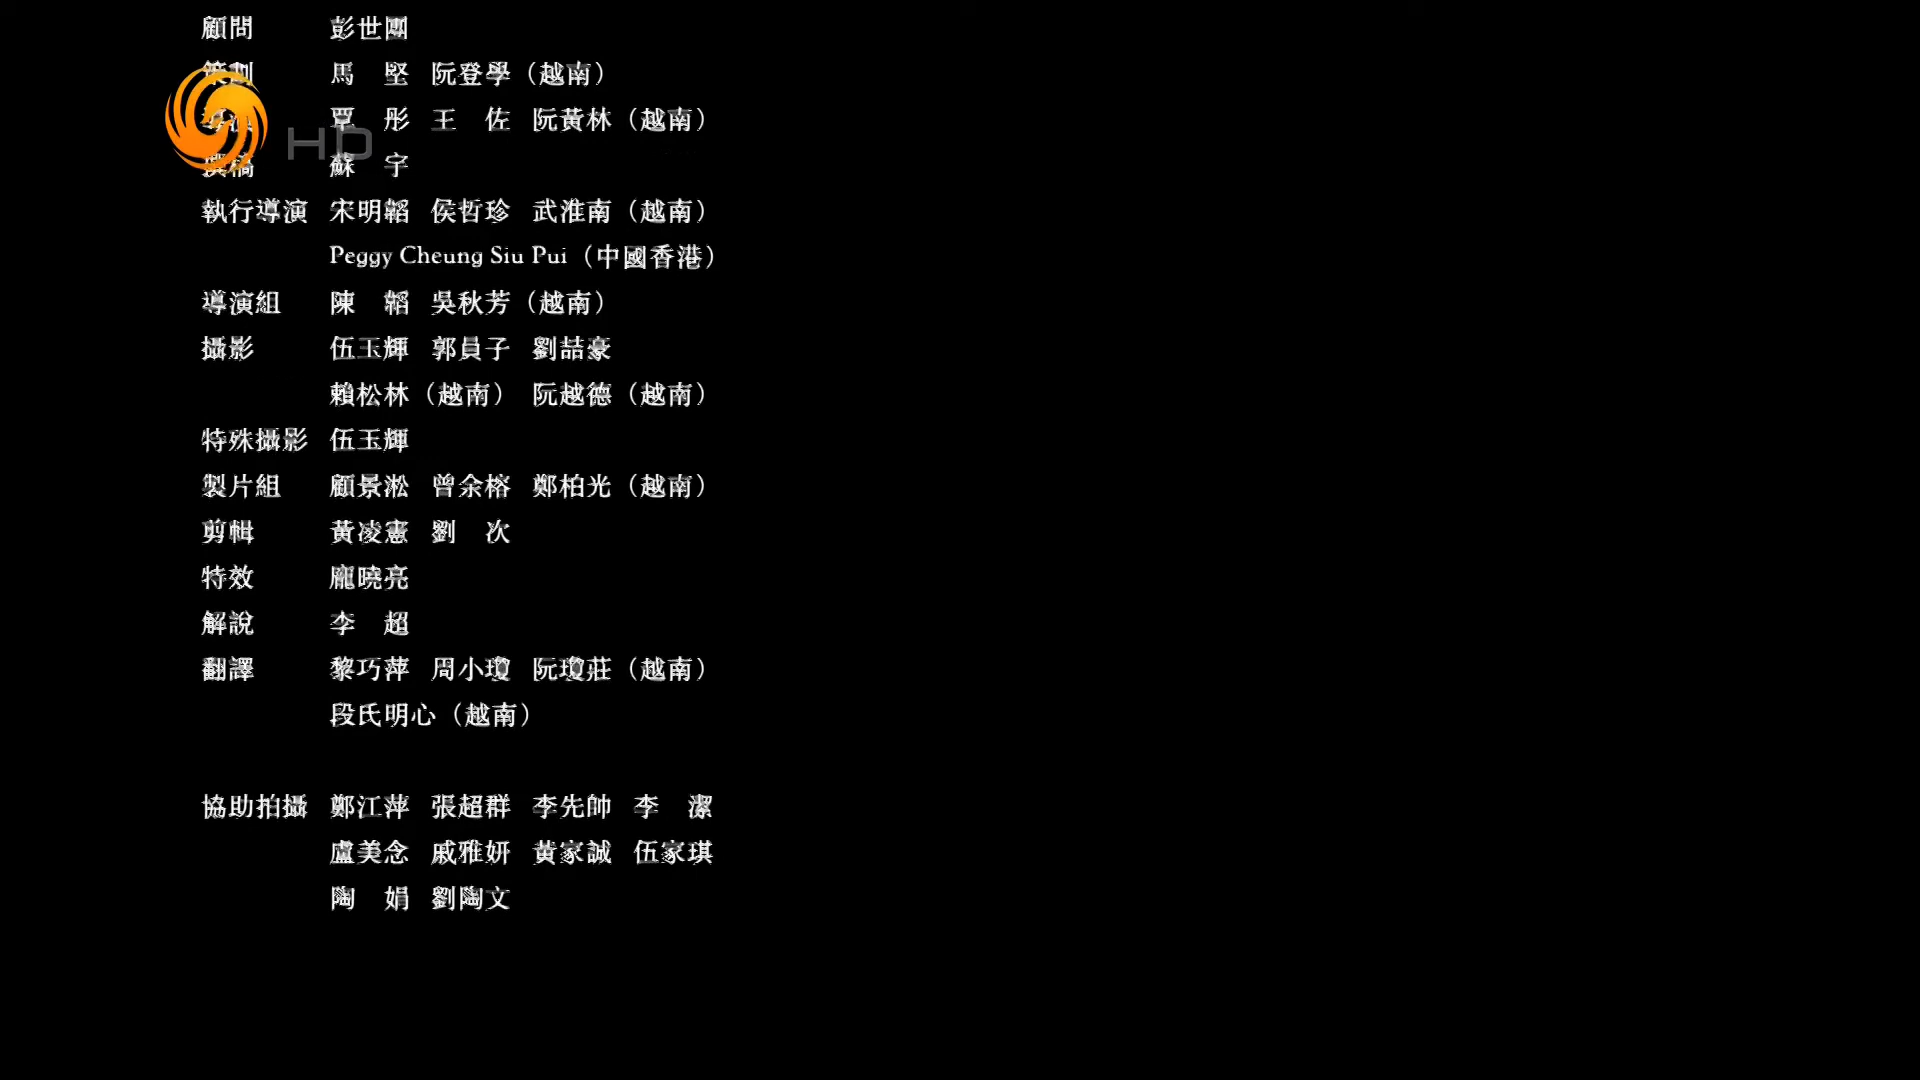 顧問 彭世團
策劃 馬 堅 阮登學（越南）
導演 覃 彤 王 佐 阮黃林（越南）
HD
撰稿 蘇 宇
執行導演 宋明韜 侯哲珍 武淮南（越南）
Peggy Cheung Siu Pui（中國香港）
導演組 陳 韜 吳秋芳（越南）
攝影 伍玉輝 郭員子 劉喆豪
賴松林（越南） 阮越德（越南）
特殊攝影 伍玉輝
製片組 顧景淞 曾余榕 鄭柏光（越南）
剪輯 黃凌憲 劉 次
特效 龐曉亮
解說 李 超
翻譯 黎巧萍 周小瓊 阮瓊莊（越南）
段氏明心（越南）
協助拍攝 鄭江萍 張超群 李先帥 李 潔
盧美念 戚雅妍 黃家誠 伍家琪
陶 娟 劉陶文